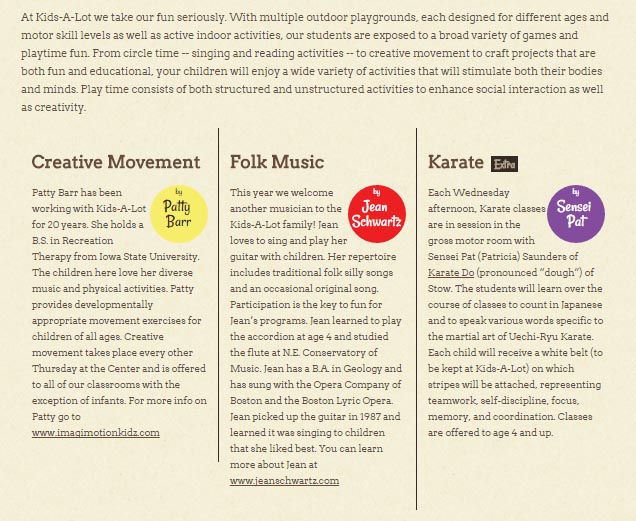 At Kids-A-Lot we take our fun seriously. With multiple outdoor playgrounds, each designed for different ages and
motor skill levels as well as active indoor activities, our students are exposed to a broad variety of games and
playtime fun. From circle time -- singing and reading activities -- to creative movement to craft projects that are
both fun and educational, your children will enjoy a wide variety of activities that will stimulate both their bodies
and minds. Play time consists of both structured and unstructured activities to enhance social interaction as well
as creativity.
Creative Movement
by
Patty
Barr
Patty Barr has been
working with Kids-A-Lot
for 20 years. She holds a
B.S. in Recreation
Therapy from Iowa State University.
The children here love her diverse
music and physical activities. Patty
provides developmentally
appropriate movement exercises for
children of all ages. Creative
movement takes place every other
Thursday at the Center and is offered
to all of our classrooms with the
exception of infants. For more info on
Patty go to
www.imaginationkidz.com
Folk Music
by
Jean
Schwartz
This year we welcome
another musician to the
Kids-A-Lot family! Jean
loves to sing and play her
guitar with children. Her repertoire
includes traditional folk silly songs
and an occasional original song.
Participation is the key to fun for
Jean's programs. Jean learned to play
the accordion at age 4 and studied
the flute at N.E. Conservatory of
Music. Jean has a B.A. in Geology and
has sung with the Opera Company of
Boston and the Boston Lyric Opera.
Jean picked up the guitar in 1987 and
learned it was singing to children
that she liked best. You can learn
more about Jean at
www.jeanschwartz.com
Karate Extra
by
Sensei
Pat
Each Wednesday
afternoon, Karate classes
are in session in the
gross motor room with
Sensei Pat (Patricia) Saunders of
Karate Do (pronounced "dough") of
Stow. The students will learn over the
course of classes to count in Japanese
and to speak various words specific to
the martial art of Uechi-Ryu Karate.
Each child will receive a white belt (to
be kept at Kids-A-Lot) on which
stripes will be attached, representing
teamwork, self-discipline, focus,
memory, and coordination. Classes
are offered to age 4 and up.